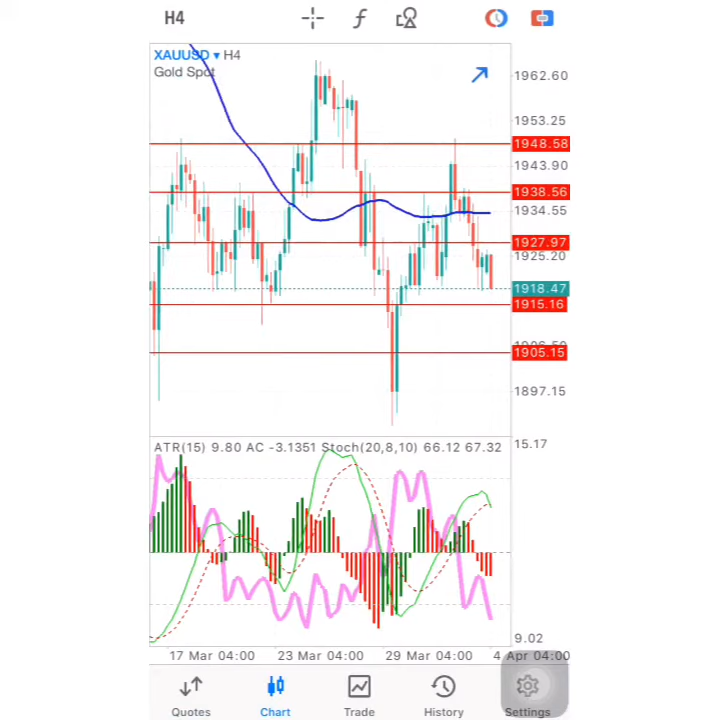 H4
XAUUSD ▾ H4
Gold Spot
1962.60
1953.25
1948.58
1943.90
1938.56
1934.55
1927.97
1925.20
1918.47
1915.16
1905.15
1897.15
ATR(15) 9.80 AC -3.1351 Stoch(20,8,10) 66.12 67.32
15.17
9.02
17 Mar 04:00 23 Mar 04:00 29 Mar 04:00 4 Apr 04:00
Quotes Chart Trade History Settings